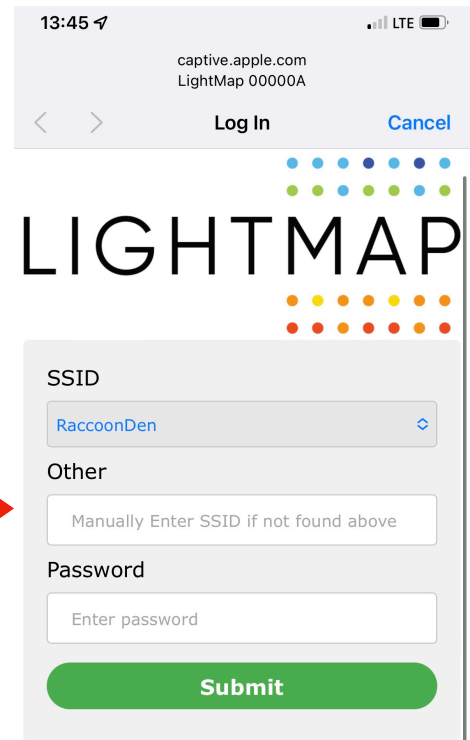 13:45
LTE
captive.apple.com
LightMap 00000A
Log In
Cancel
LIGHTMAP
SSID
RaccoonDen
Other
Manually Enter SSID if not found above
Password
Enter password
Submit